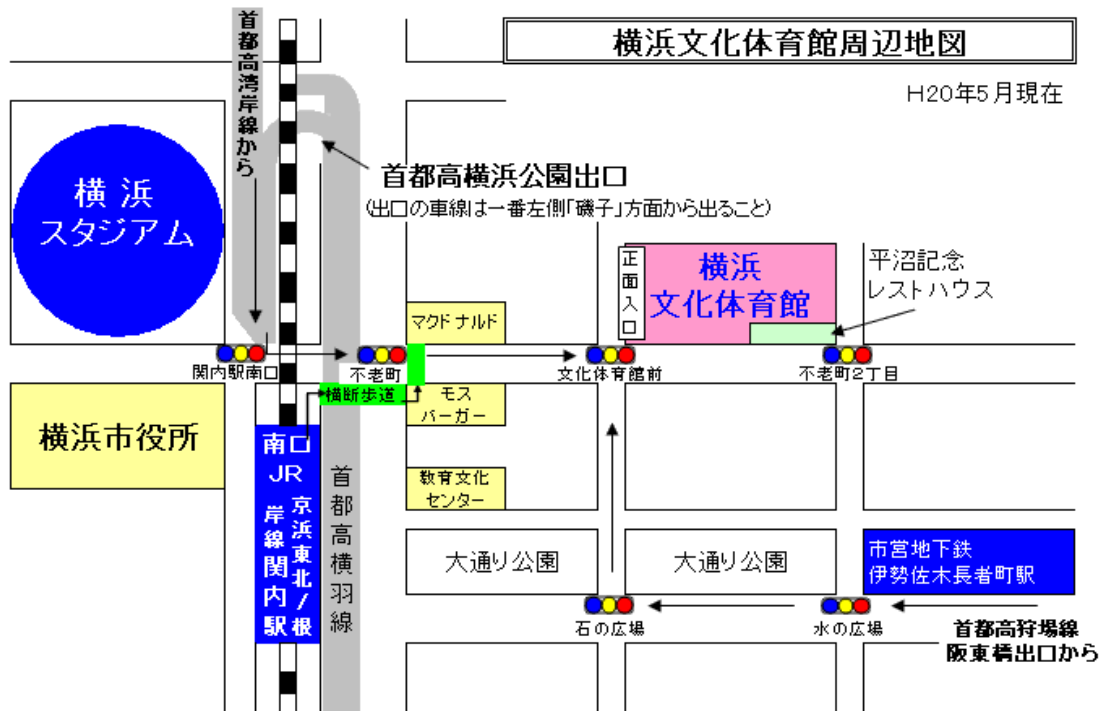 横浜文化体育館周辺地図
H20年5月現在
首都高湾岸線から
横浜
スタジアム
首都高横浜公園出口
(出口の車線は一番左側「磯子」方面から出ること)
正面入口
横浜
文化体育館
平沼記念
レストハウス
マクドナルド
関内駅南口
不老町
文化体育館前
不老町2丁目
横断歩道
モス
バーガー
横浜市役所
南口
JR
京浜東北/根
岸線関内駅
首都高横羽線
教育文化
センター
大通り公園
大通り公園
市営地下鉄
伊勢佐木長者町駅
石の広場
水の広場
首都高狩場線
阪東橋出口から